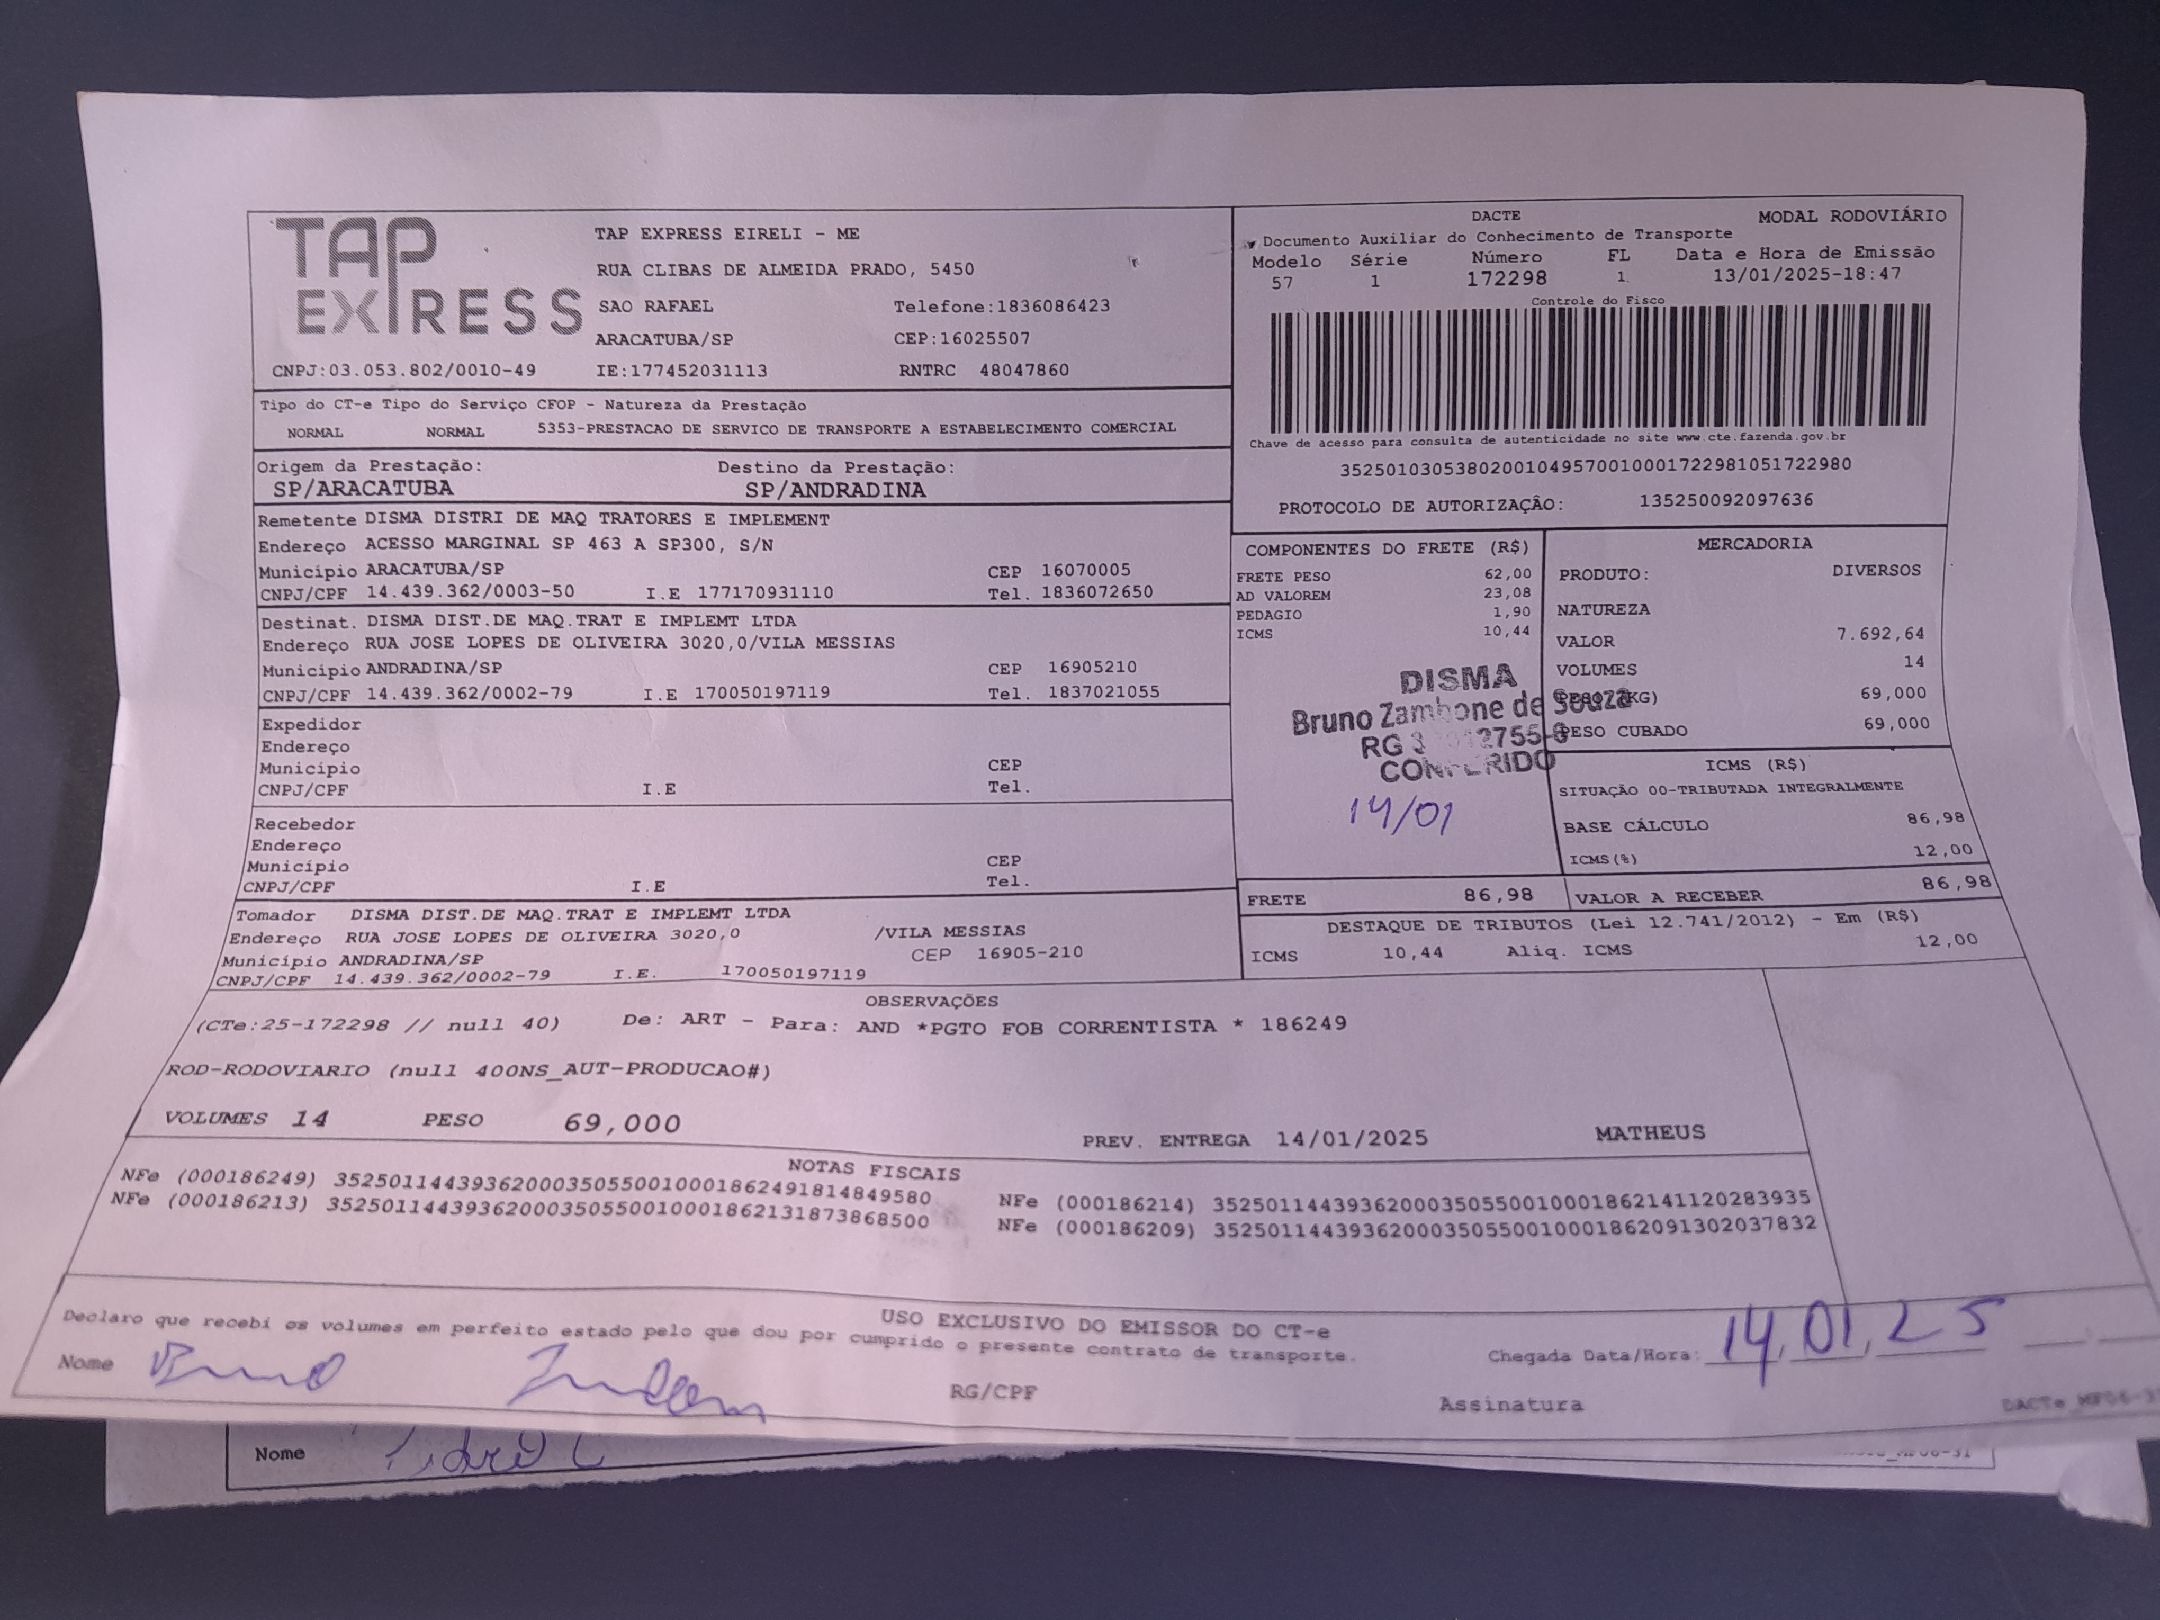 TAP EXPRESS
TAP EXPRESS EIRELI - ME
RUA CLIBAS DE ALMEIDA PRADO, 5450
SAO RAFAEL Telefone:1836086423
ARACATUBA/SP CEP:16025507
CNPJ:03.053.802/0010-49 IE:177452031113 RNTRC 48047860
DACTE MODAL RODOVIÁRIO
Documento Auxiliar do Conhecimento de Transporte
Modelo Série Número FL Data e Hora de Emissão
57 1 172298 1 13/01/2025-18:47
Controle do Fisco
Chave de acesso para consulta de autenticidade no site www.cte.fazenda.gov.br
35250103053802001049570010001722981051722980
PROTOCOLO DE AUTORIZAÇÃO: 135250092097636
Tipo do CT-e Tipo do Serviço CFOP - Natureza da Prestação
NORMAL NORMAL 5353-PRESTACAO DE SERVICO DE TRANSPORTE A ESTABELECIMENTO COMERCIAL
Origem da Prestação: Destino da Prestação:
SP/ARACATUBA SP/ANDRADINA
Remetente DISMA DISTRI DE MAQ TRATORES E IMPLEMENT
Endereço ACESSO MARGINAL SP 463 A SP300, S/N
Município ARACATUBA/SP CEP 16070005
CNPJ/CPF 14.439.362/0003-50 I.E 177170931110 Tel. 1836072650
Destinat. DISMA DIST.DE MAQ.TRAT E IMPLEMT LTDA
Endereço RUA JOSE LOPES DE OLIVEIRA 3020,0/VILA MESSIAS
Município ANDRADINA/SP CEP 16905210
CNPJ/CPF 14.439.362/0002-79 I.E 170050197119 Tel. 1837021055
Expedidor
Endereço
Município CEP
CNPJ/CPF I.E Tel.
Recebedor
Endereço
Município CEP
CNPJ/CPF I.E Tel.
Tomador DISMA DIST.DE MAQ.TRAT E IMPLEMT LTDA
Endereço RUA JOSE LOPES DE OLIVEIRA 3020,0 /VILA MESSIAS
Município ANDRADINA/SP CEP 16905-210
CNPJ/CPF 14.439.362/0002-79 I.E. 170050197119
COMPONENTES DO FRETE (R$)
FRETE PESO 62,00
AD VALOREM 23,08
PEDAGIO 1,90
ICMS 10,44
DISMA
Bruno Zambone de Souza
RG
CONFERIDO
14/01
MERCADORIA
PRODUTO: DIVERSOS
NATUREZA
VALOR 7.692,64
VOLUMES 14
69,000
PESO CUBADO 69,000
ICMS (R$)
SITUAÇÃO 00-TRIBUTADA INTEGRALMENTE
BASE CÁLCULO 86,98
ICMS(%) 12,00
FRETE 86,98 VALOR A RECEBER 86,98
DESTAQUE DE TRIBUTOS (Lei 12.741/2012) - Em (R$)
ICMS 10,44 Aliq. ICMS 12,00
OBSERVAÇÕES
(CTe:25-172298 // null 40) De: ART - Para: AND *PGTO FOB CORRENTISTA * 186249
ROD-RODOVIARIO (null 400NS_AUT-PRODUCAO#)
VOLUMES 14 PESO 69,000 PREV. ENTREGA 14/01/2025 MATHEUS
NOTAS FISCAIS
NFe (000186249) 35250114439362000350550010001862491814849580 NFe (000186214) 35250114439362000350550010001862141120283935
NFe (000186213) 35250114439362000350550010001862131873868500 NFe (000186209) 35250114439362000350550010001862091302037832
USO EXCLUSIVO DO EMISSOR DO CT-e
Declaro que recebi os volumes em perfeito estado pelo que dou por cumprido o presente contrato de transporte.
Chegada Data/Hora: 14,01,25
Nome Bruno RG/CPF Assinatura
Nome